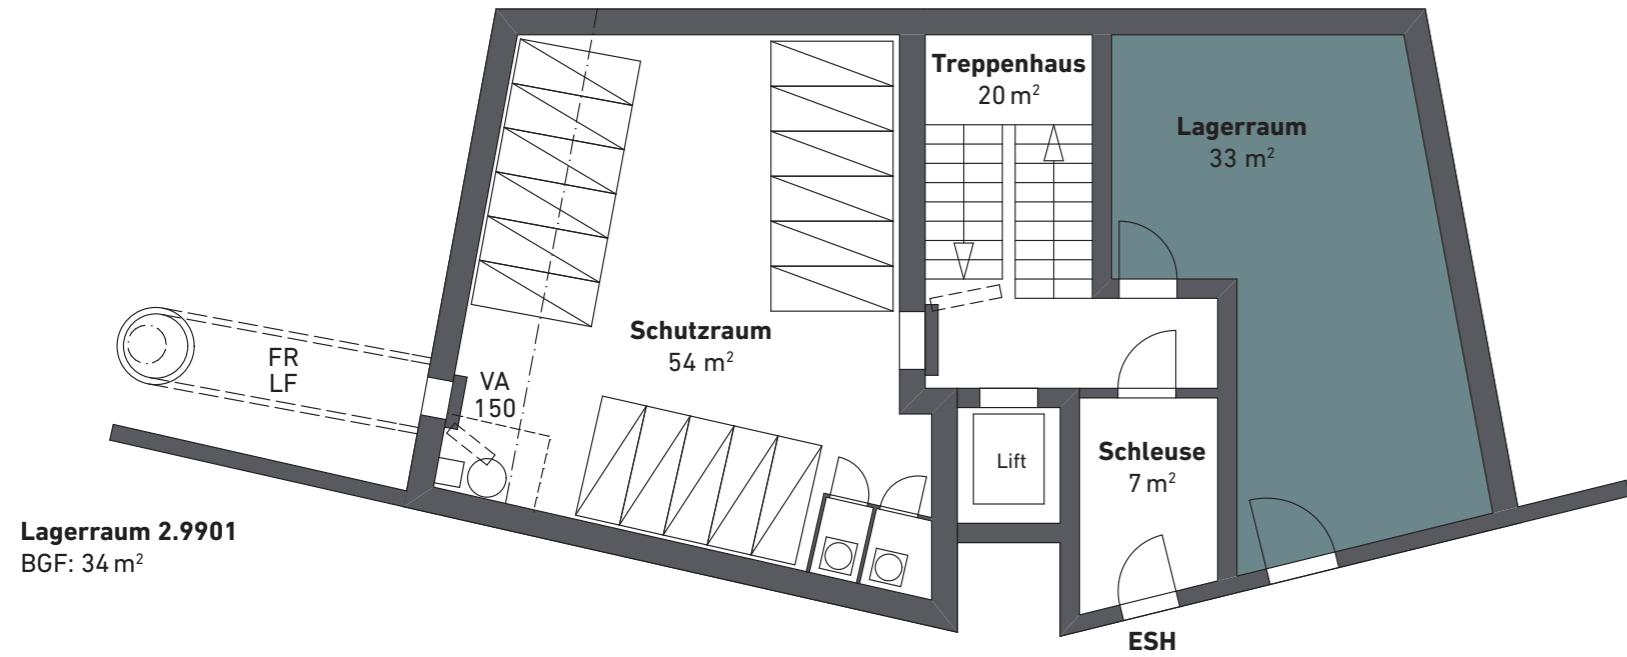 Treppenhaus
20 m²
Lagerraum
33 m²
Schutzraum
54 m²
FR
LF
VA
150
Lift
Schleuse
7 m²
Lagerraum 2.9901
BGF: 34 m²
ESH